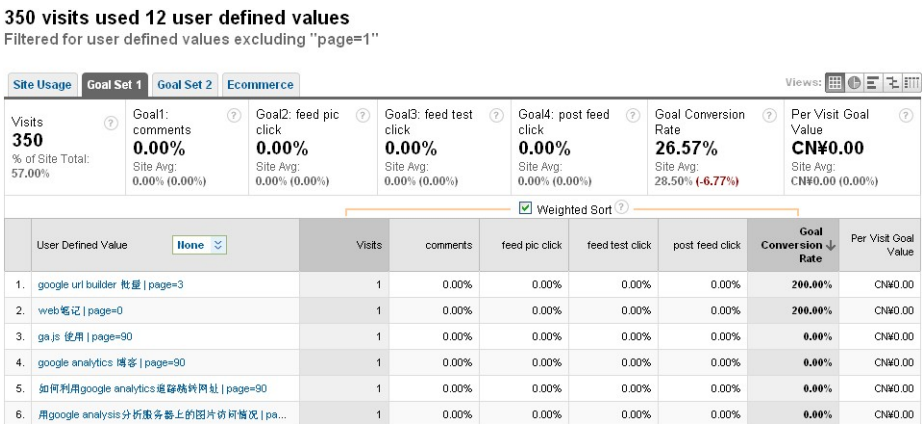 350 visits used 12 user defined values
Filtered for user defined values excluding "page=1"
Site Usage Goal Set 1 Goal Set 2 Ecommerce Views:
Visits ?
350
% of Site Total:
57.00%
Goal1: comments ?
0.00%
Site Avg:
0.00% (0.00%)
Goal2: feed pic click ?
0.00%
Site Avg:
0.00% (0.00%)
Goal3: feed test click ?
0.00%
Site Avg:
0.00% (0.00%)
Goal4: post feed click ?
0.00%
Site Avg:
0.00% (0.00%)
Goal Conversion Rate ?
26.57%
Site Avg:
28.50% (-6.77%)
Per Visit Goal Value ?
CN¥0.00
Site Avg:
CN¥0.00 (0.00%)
Weighted Sort ?
User Defined Value None Visits comments feed pic click feed test click post feed click Goal Conversion Rate Per Visit Goal Value
1. google url builder 批量 | page=3 1 0.00% 0.00% 0.00% 0.00% 200.00% CN¥0.00
2. web笔记 | page=0 1 0.00% 0.00% 0.00% 0.00% 200.00% CN¥0.00
3. ga.js 使用 | page=90 1 0.00% 0.00% 0.00% 0.00% 0.00% CN¥0.00
4. google analytics 博客 | page=90 1 0.00% 0.00% 0.00% 0.00% 0.00% CN¥0.00
5. 如何利用google analytics追踪跳转网址 | page=90 1 0.00% 0.00% 0.00% 0.00% 0.00% CN¥0.00
6. 用google analysis分析服务器上的图片访问情况 | pa... 1 0.00% 0.00% 0.00% 0.00% 0.00% CN¥0.00